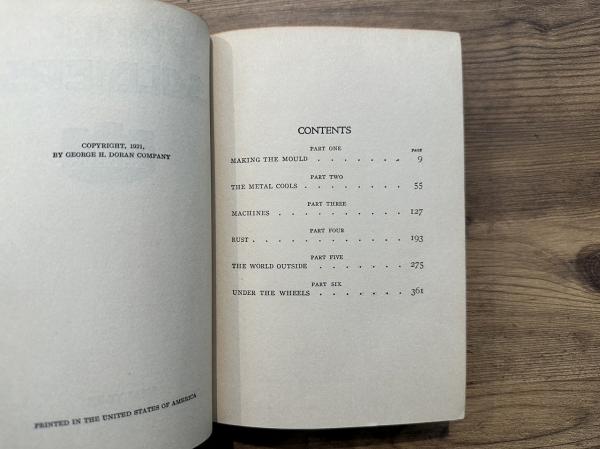 COPYRIGHT, 1921,
BY GEORGE H. DORAN COMPANY
PRINTED IN THE UNITED STATES OF AMERICA
CONTENTS
PART ONE PAGE
MAKING THE MOULD . . . . . . . 9
PART TWO
THE METAL COOLS . . . . . . . . 55
PART THREE
MACHINES . . . . . . . . . . 127
PART FOUR
RUST . . . . . . . . . . . . 193
PART FIVE
THE WORLD OUTSIDE . . . . . . . 275
PART SIX
UNDER THE WHEELS . . . . . . . 361